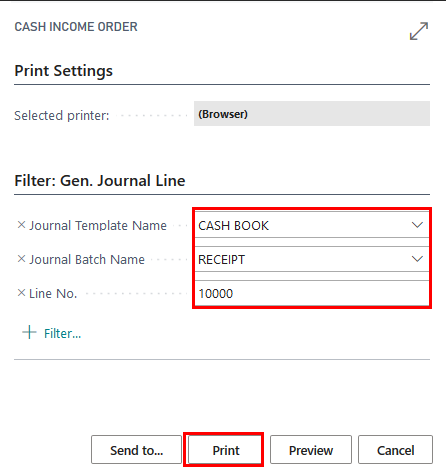 CASH INCOME ORDER
Print Settings
Selected printer: (Browser)
Filter: Gen. Journal Line
× Journal Template Name CASH BOOK
× Journal Batch Name RECEIPT
× Line No. 10000
+ Filter...
Send to... Print Preview Cancel